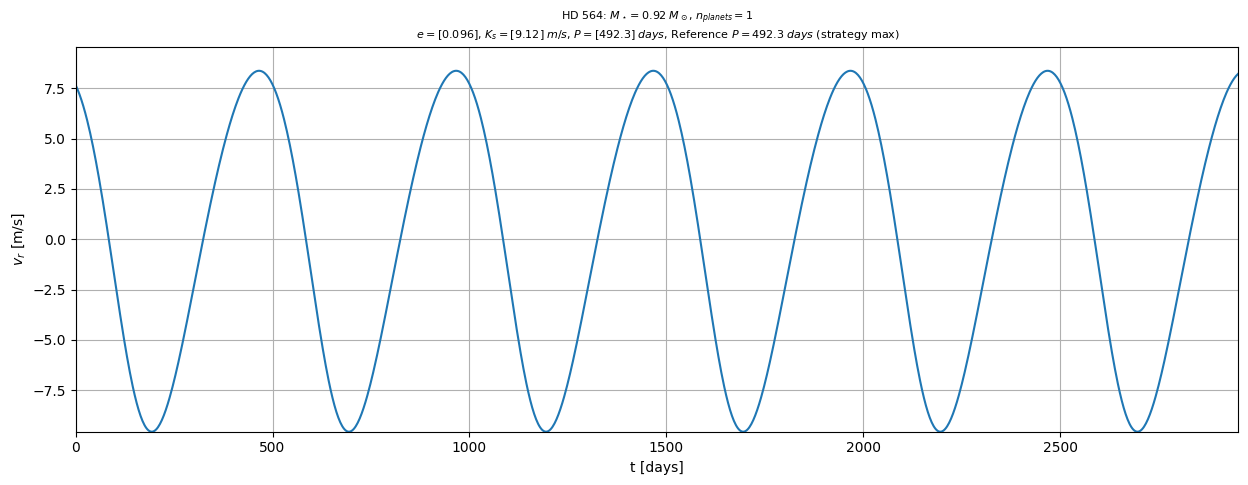 HD 564: M⋆ = 0.92 M⊙, nplanets = 1
e = [0.096], Ks = [9.12] m/s, P = [492.3] days, Reference P = 492.3 days (strategy max)
7.5
5.0
2.5
0.0
−2.5
−5.0
−7.5
vr [m/s]
0 500 1000 1500 2000 2500
t [days]